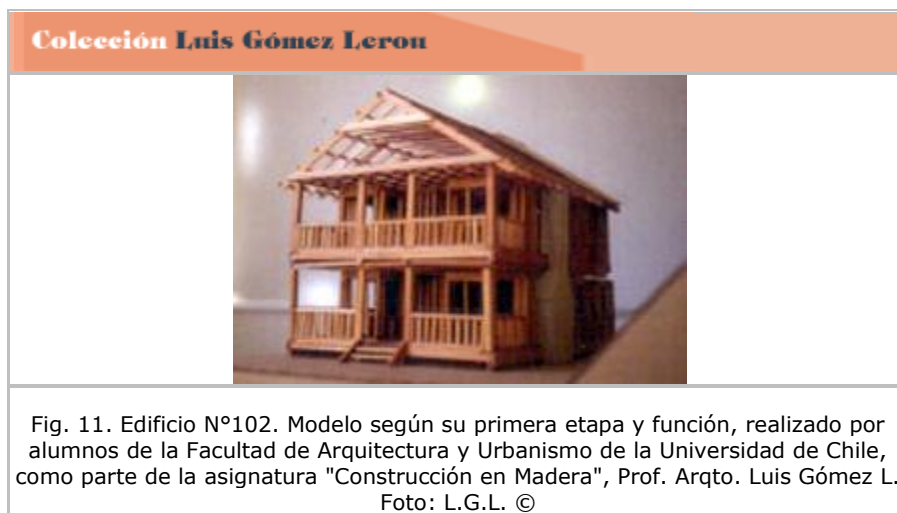 Colección Luis Gómez Lerou
Fig. 11. Edificio N°102. Modelo según su primera etapa y función, realizado por
alumnos de la Facultad de Arquitectura y Urbanismo de la Universidad de Chile,
como parte de la asignatura "Construcción en Madera", Prof. Arqto. Luis Gómez L.
Foto: L.G.L. ©